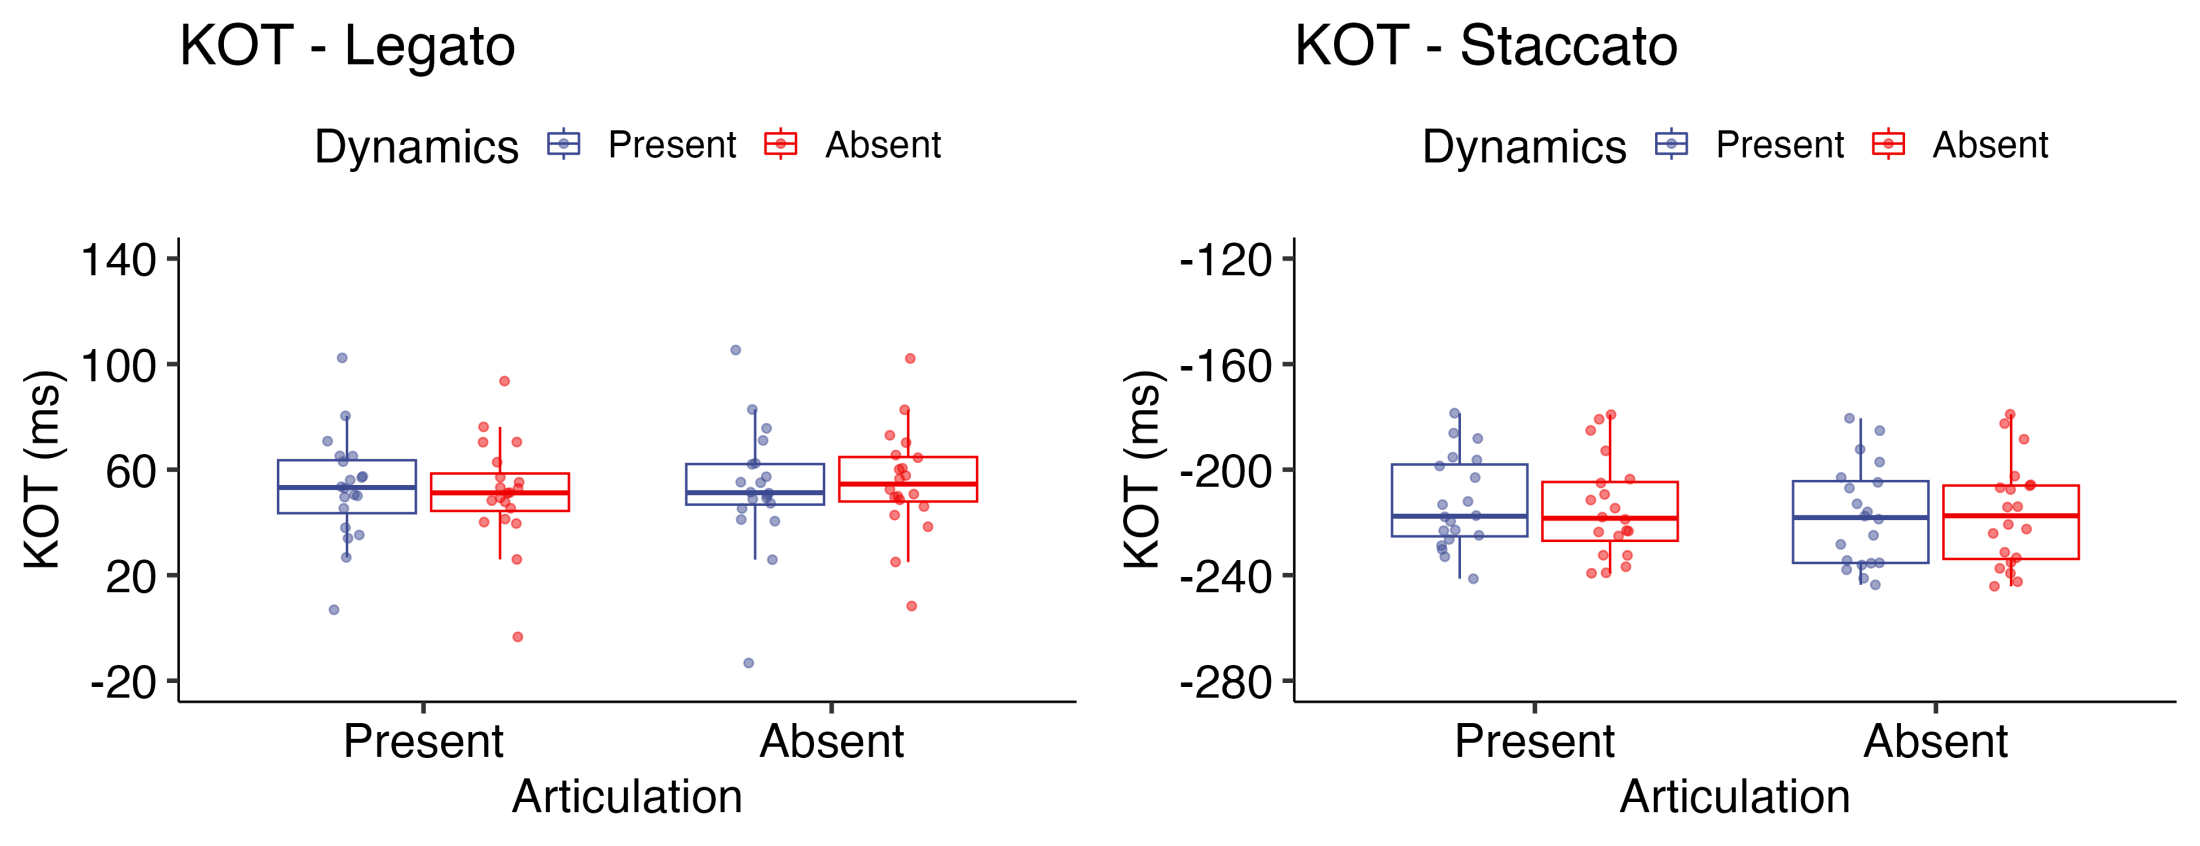 KOT - Legato
Dynamics Present Absent
140
100
60
20
-20
KOT (ms)
Present Absent
Articulation
KOT - Staccato
Dynamics Present Absent
-120
-160
-200
-240
-280
KOT (ms)
Present Absent
Articulation